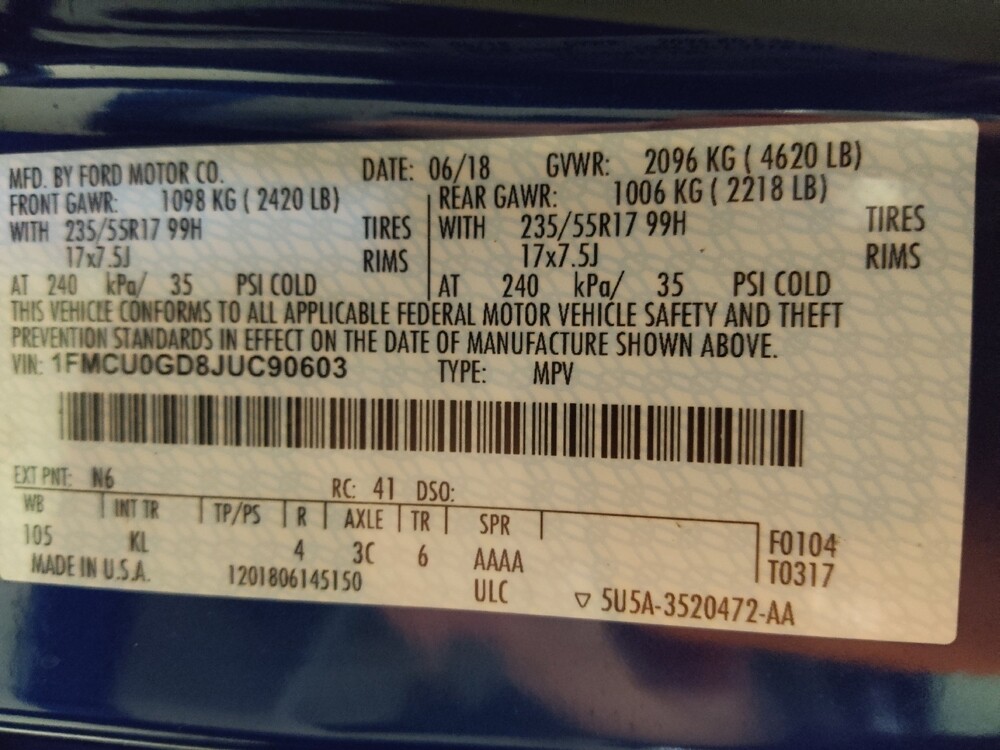 MFD. BY FORD MOTOR CO. DATE: 06/18 GVWR: 2096 KG ( 4620 LB)
FRONT GAWR: 1098 KG ( 2420 LB) REAR GAWR: 1006 KG ( 2218 LB)
WITH 235/55R17 99H TIRES WITH 235/55R17 99H TIRES
17x7.5J RIMS 17x7.5J RIMS
AT 240 kPa/ 35 PSI COLD AT 240 kPa/ 35 PSI COLD
THIS VEHICLE CONFORMS TO ALL APPLICABLE FEDERAL MOTOR VEHICLE SAFETY AND THEFT
PREVENTION STANDARDS IN EFFECT ON THE DATE OF MANUFACTURE SHOWN ABOVE.
VIN: 1FMCU0GD8JUC90603 TYPE: MPV
EXT PNT: N6 RC: 41 DSO:
WB INT TR TP/PS R AXLE TR SPR
105 KL 4 3C 6 AAAA F0104
MADE IN U.S.A. 1201806145150 ULC T0317
▽ 5U5A-3520472-AA